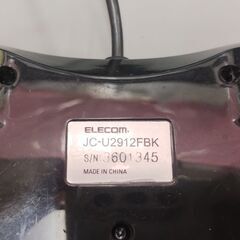 ELECOM
JC-U2912FBK
S/N 3601345
MADE IN CHINA